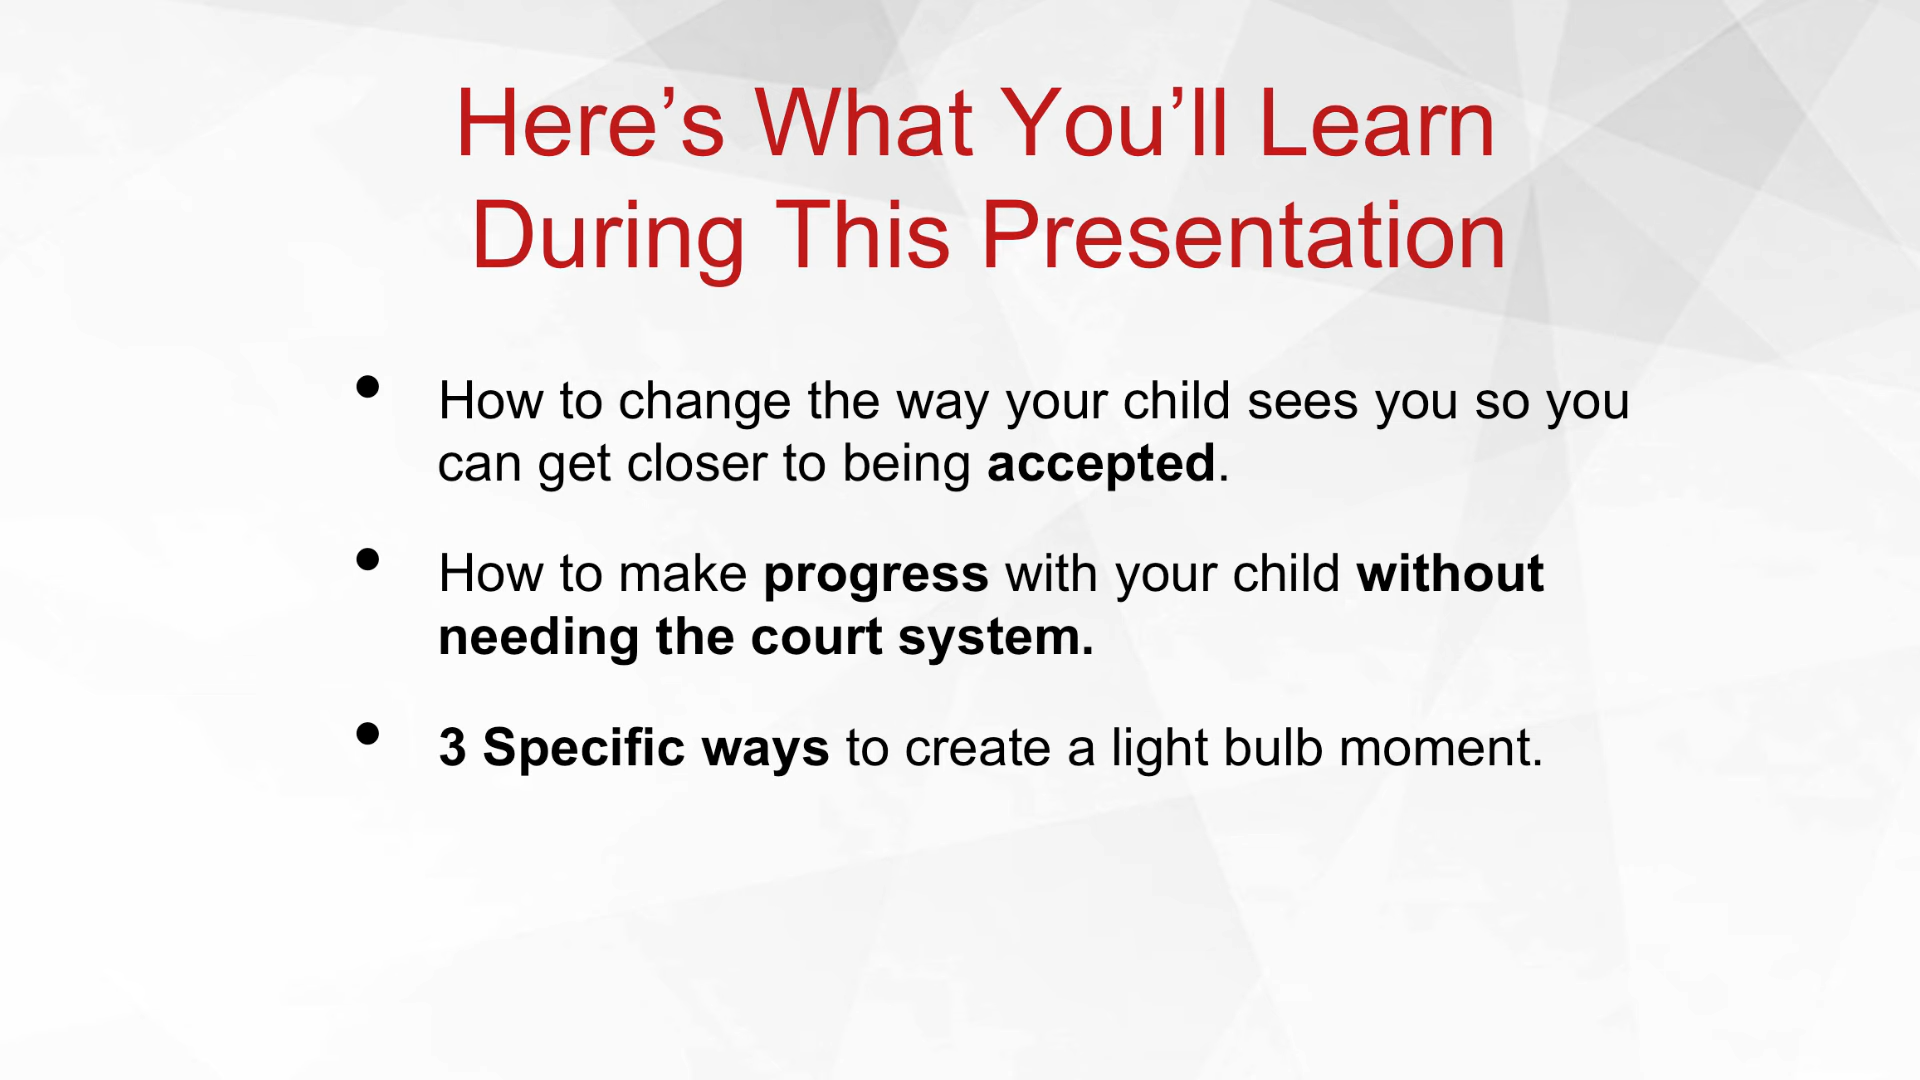 Here’s What You’ll Learn
During This Presentation
• How to change the way your child sees you so you
can get closer to being accepted.
• How to make progress with your child without
needing the court system.
• 3 Specific ways to create a light bulb moment.